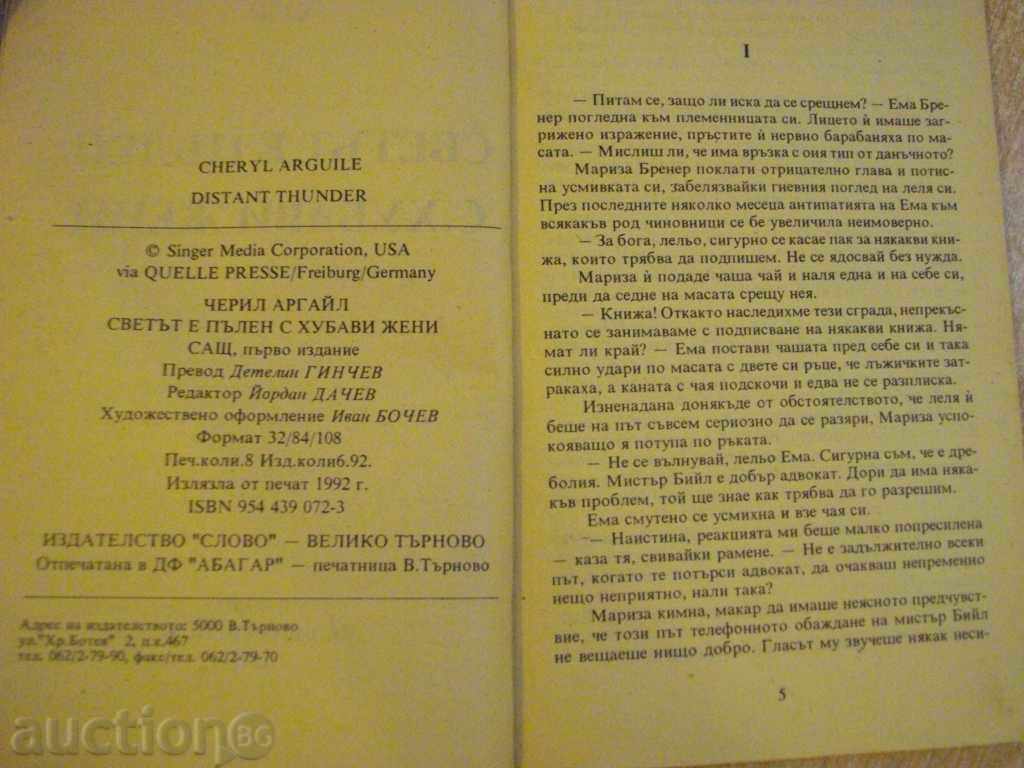 CHERYL ARGUILE
DISTANT THUNDER
© Singer Media Corporation, USA
via QUELLE PRESSE/Freiburg/Germany
ЧЕРИЛ АРГАЙЛ
СВЕТЪТ Е ПЪЛЕН С ХУБАВИ ЖЕНИ
САЩ, първо издание
Превод Детелин ГИНЧЕВ
Редактор Йордан ДАЧЕВ
Художествено оформление Иван БОЧЕВ
Формат 32/84/108
Печ.коли.8 Изд.коли6.92.
Излязла от печат 1992 г.
ISBN 954 439 072-3
ИЗДАТЕЛСТВО "СЛОВО" — ВЕЛИКО ТЪРНОВО
Отпечатана в ДФ "АБАГАР" — печатница В.Търново
Адрес на издателството: 5000 В.Търново
ул."Хр.Ботев" 2, п.к.467
тел. 062/2-79-90, факс/тел. 062/2-79-70
auction BG
I
— Питам се, защо ли иска да се срещнем? — Ема Бре-
нер погледна към племенницата си. Лицето ѝ имаше заг-
рижено изражение, пръстите ѝ нервно барабаняха по ма-
сата. — Мислиш ли, че има връзка с оня тип от данъчното?
Мариза Бренер поклати отрицателно глава и потис-
на усмивката си, забелязвайки гневния поглед на леля си.
През последните няколко месеца антипатията на Ема към
всякакъв род чиновници се бе увеличила неимоверно.
— За бога, лельо, сигурно се касае пак за някакви кни-
жа, които трябва да подпишем. Не се ядосвай без нужда.
Мариза ѝ подаде чаша чай и наля една и на себе си,
преди да седне на масата срещу нея.
— Книжа! Откакто наследихме тези сграда, непрекъс-
нато се занимаваме с подписване на някакви книжа. Ня-
мат ли край? — Ема постави чашата пред себе си и така
силно удари по масата с двете си ръце, че лъжичките зат-
ракаха, а каната с чая подскочи и едва не се разплиска.
Изненадана донякъде от обстоятелството, че леля ѝ
беше на път съвсем сериозно да се разяри, Мариза успо-
кояващо я потупа по ръката.
— Не се вълнувай, лельо Ема. Сигурна съм, че е дре-
болия. Мистър Бийл е добър адвокат. Дори да има няка-
къв проблем, той ще знае как трябва да го разрешим.
Ема смутено се усмихна и взе чая си.
— Наистина, реакцията ми беше малко попресилена
— каза тя, свивайки рамене. — Не е задължително всеки
път, когато те потърси адвокат, да очакваш непременно
нещо неприятно, нали така?
Мариза кимна, макар да имаше неясното предчувст-
вие, че този път телефонното обаждане на мистър Бийл
не вещаеше нищо добро. Гласът му звучеше някак неси-
5